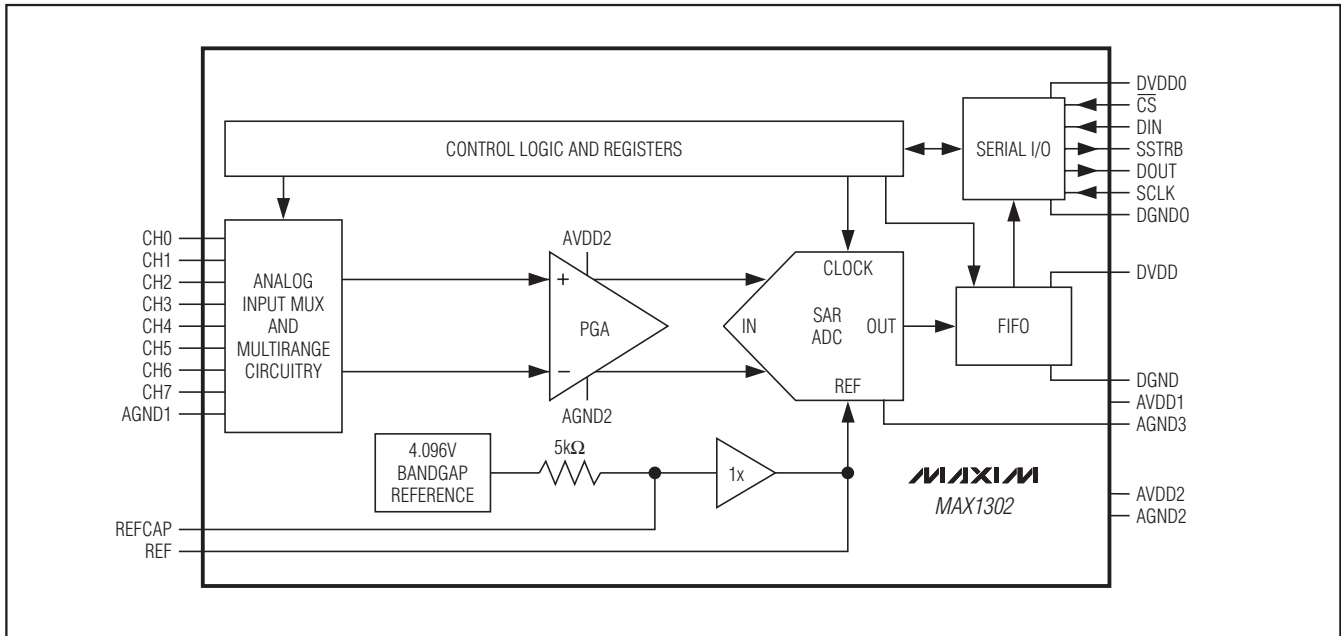 DVDD0
CS
DIN
SSTRB
DOUT
SCLK
DGNDO
CONTROL LOGIC AND REGISTERS
SERIAL I/O
CH0
CH1
CH2
CH3
CH4
CH5
CH6
CH7
AGND1
ANALOG
INPUT MUX
AND
MULTIRANGE
CIRCUITRY
AVDD2
+
PGA
−
AGND2
CLOCK
IN
SAR
ADC
OUT
REF
FIFO
DVDD
DGND
AVDD1
AGND3
4.096V
BANDGAP
REFERENCE
5kΩ
1x
MAXIM
MAX1302
AVDD2
AGND2
REFCAP
REF